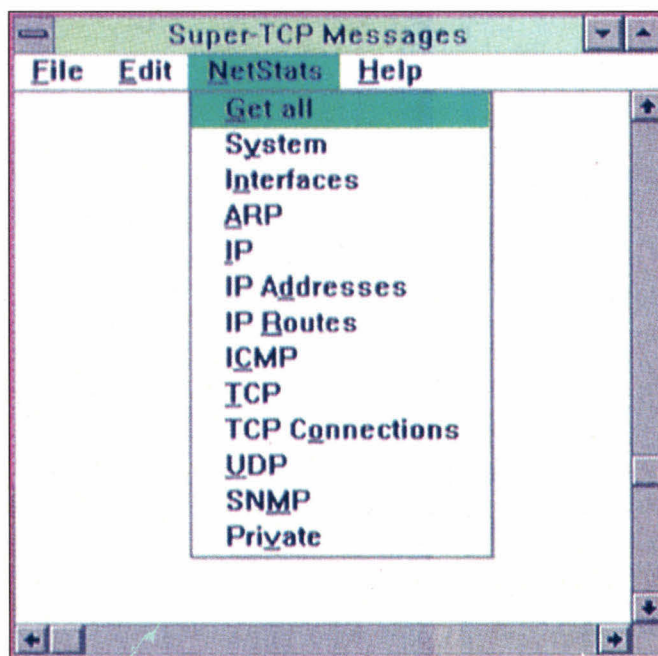 Super-TCP Messages
File Edit NetStats Help
Get all
System
Interfaces
ARP
IP
IP Addresses
IP Routes
ICMP
TCP
TCP Connections
UDP
SNMP
Private